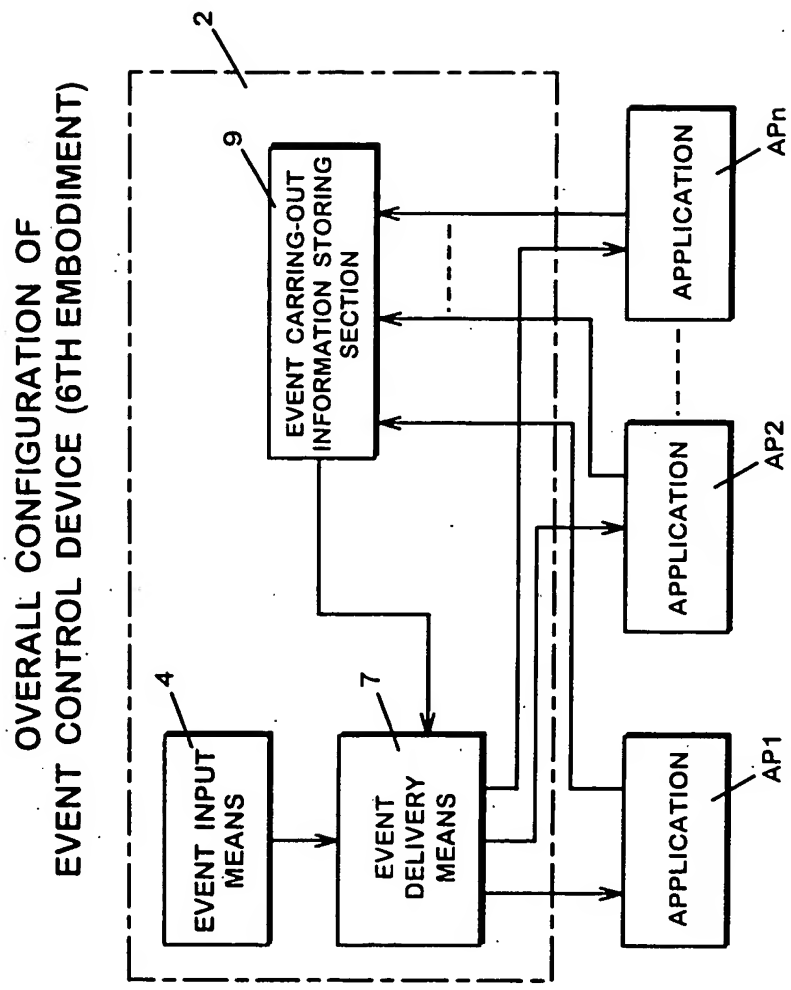 OVERALL CONFIGURATION OF
EVENT CONTROL DEVICE (6TH EMBODIMENT)
2
4
EVENT INPUT
MEANS
9
EVENT CARRING-OUT
INFORMATION STORING
SECTION
7
EVENT
DELIVERY
MEANS
APPLICATION
AP1
APPLICATION
AP2
APPLICATION
APn